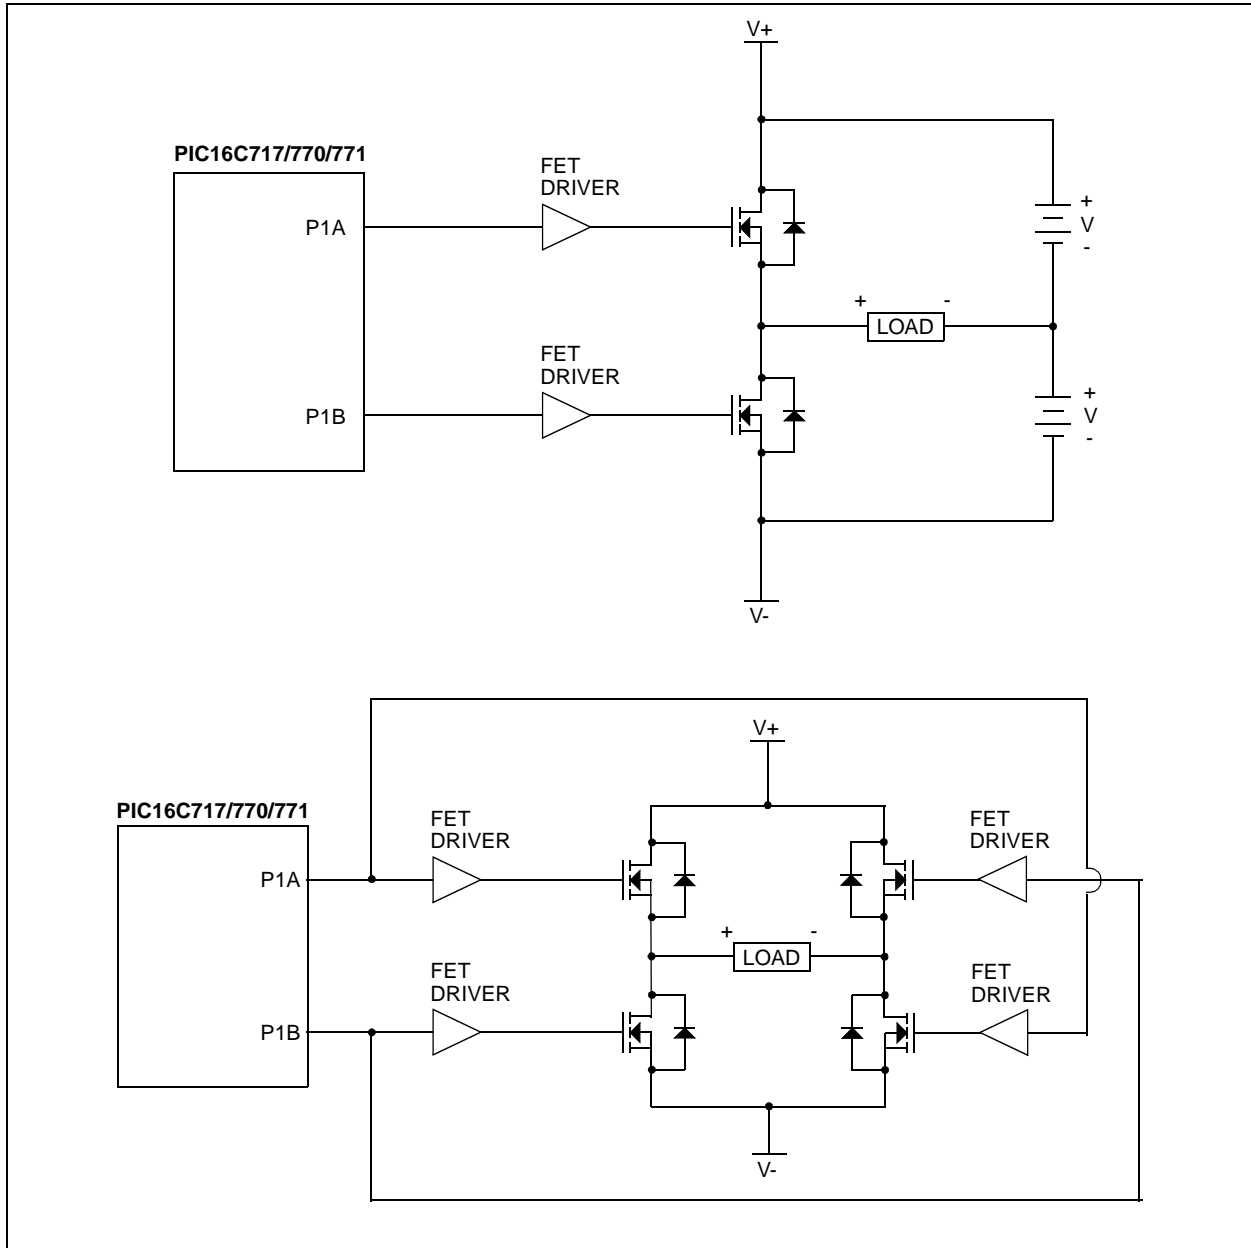 V+
PIC16C717/770/771
FET
DRIVER
P1A
+
V
-
+ -
LOAD
FET
DRIVER
P1B
+
V
-
V-
V+
PIC16C717/770/771
FET
DRIVER
FET
DRIVER
P1A
+ -
LOAD
FET
DRIVER
FET
DRIVER
P1B
V-